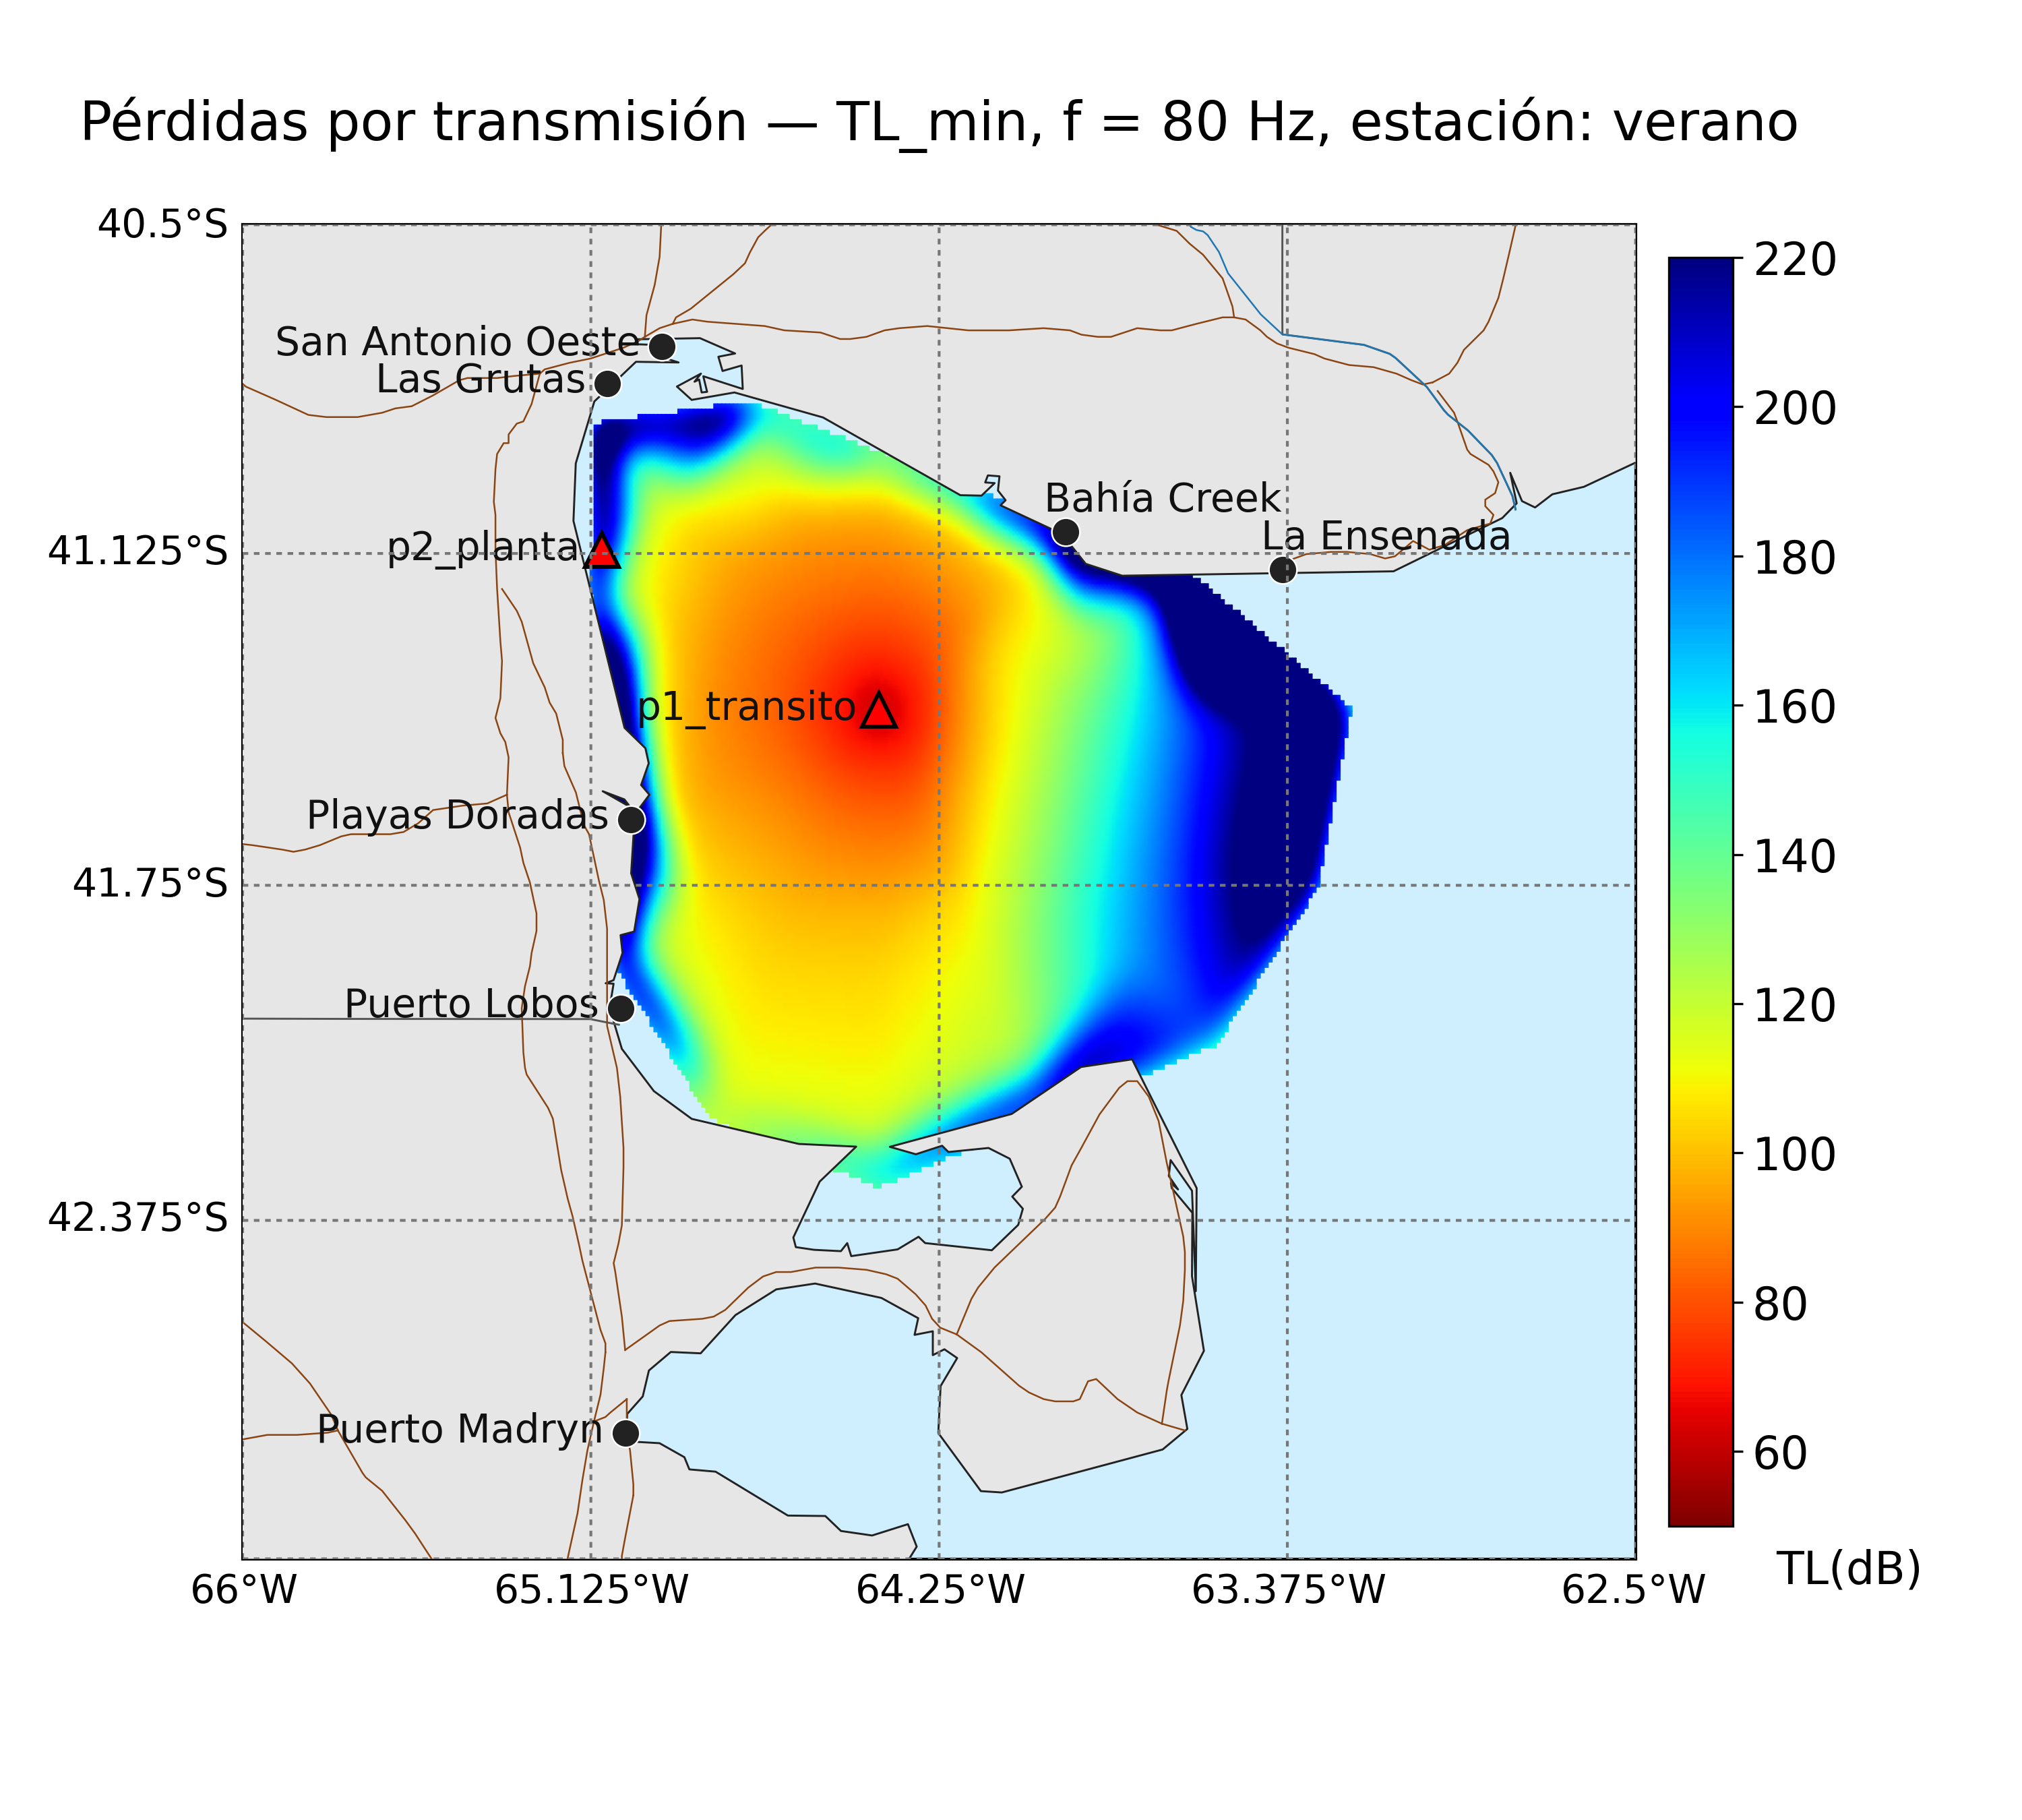 Pérdidas por transmisión — TL_min, f = 80 Hz, estación: verano
40.5°S
220
San Antonio Oeste
Las Grutas
200
Bahía Creek
La Ensenada
p2_planta
41.125°S
180
p1_transito
160
Playas Doradas
140
41.75°S
Puerto Lobos
120
100
42.375°S
80
Puerto Madryn
60
TL(dB)
66°W
65.125°W
64.25°W
63.375°W
62.5°W